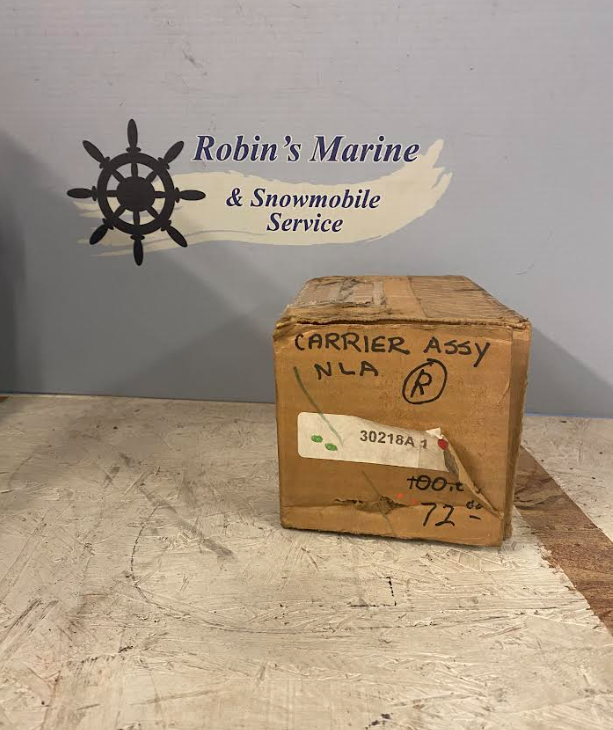 Robin's Marine
& Snowmobile
Service
CARRIER ASSY
NLA R
30218A 1
72